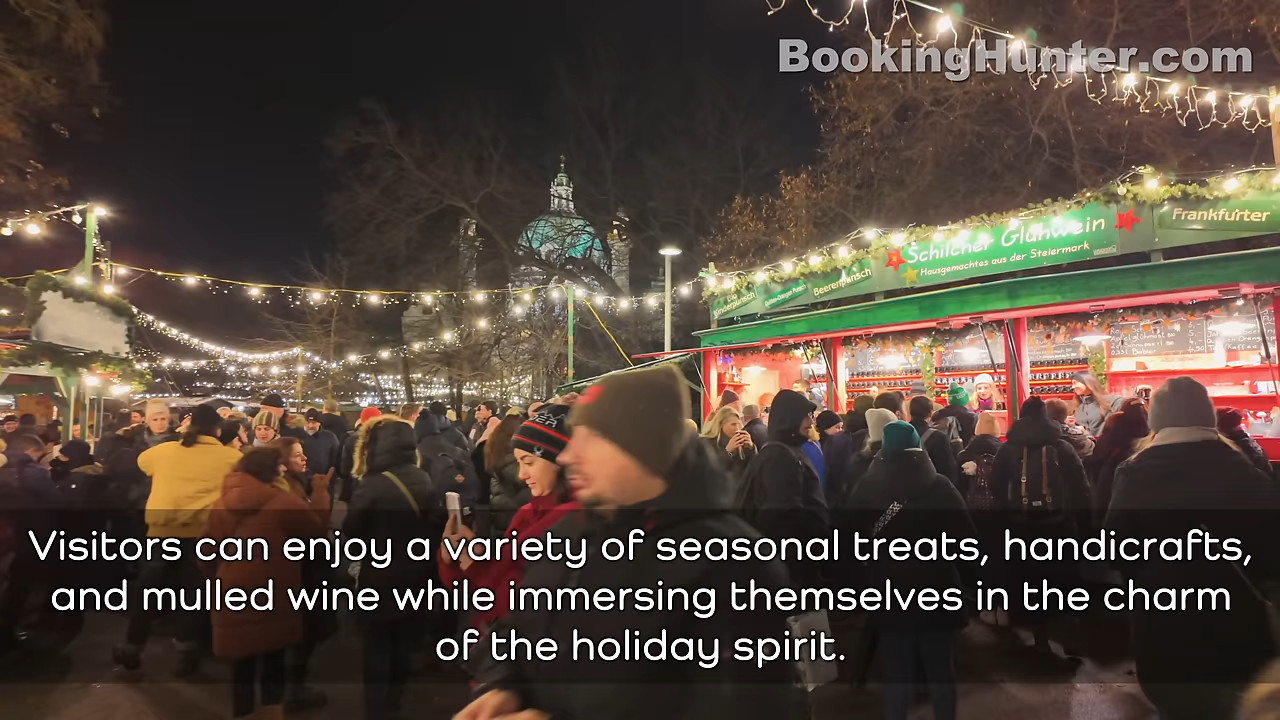 BookingHunter.com
Frankfurter
Schilcher Glühwein
Hausgemachtes aus der Steiermark
Beerenpunsch
Kinderpunsch
Visitors can enjoy a variety of seasonal treats, handicrafts,
and mulled wine while immersing themselves in the charm
of the holiday spirit.